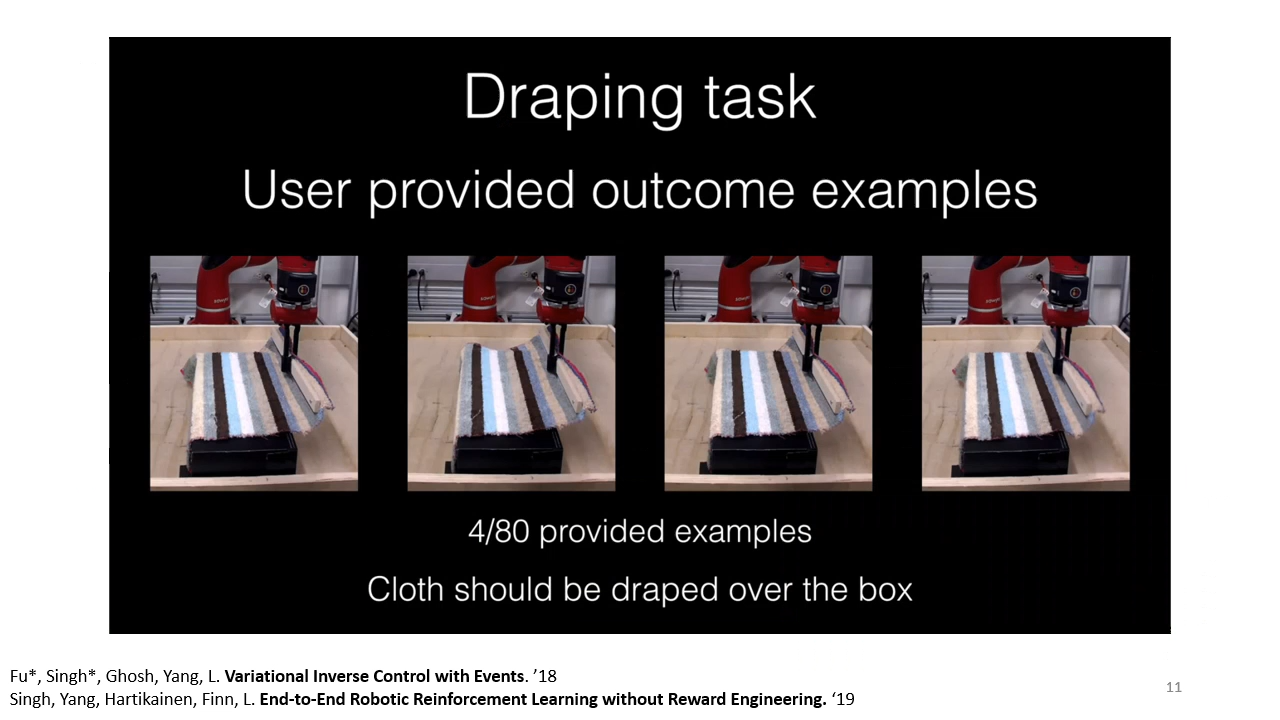 Draping task
User provided outcome examples
4/80 provided examples
Cloth should be draped over the box
Fu*, Singh*, Ghosh, Yang, L. Variational Inverse Control with Events. ’18
Singh, Yang, Hartikainen, Finn, L. End-to-End Robotic Reinforcement Learning without Reward Engineering. ‘19
11